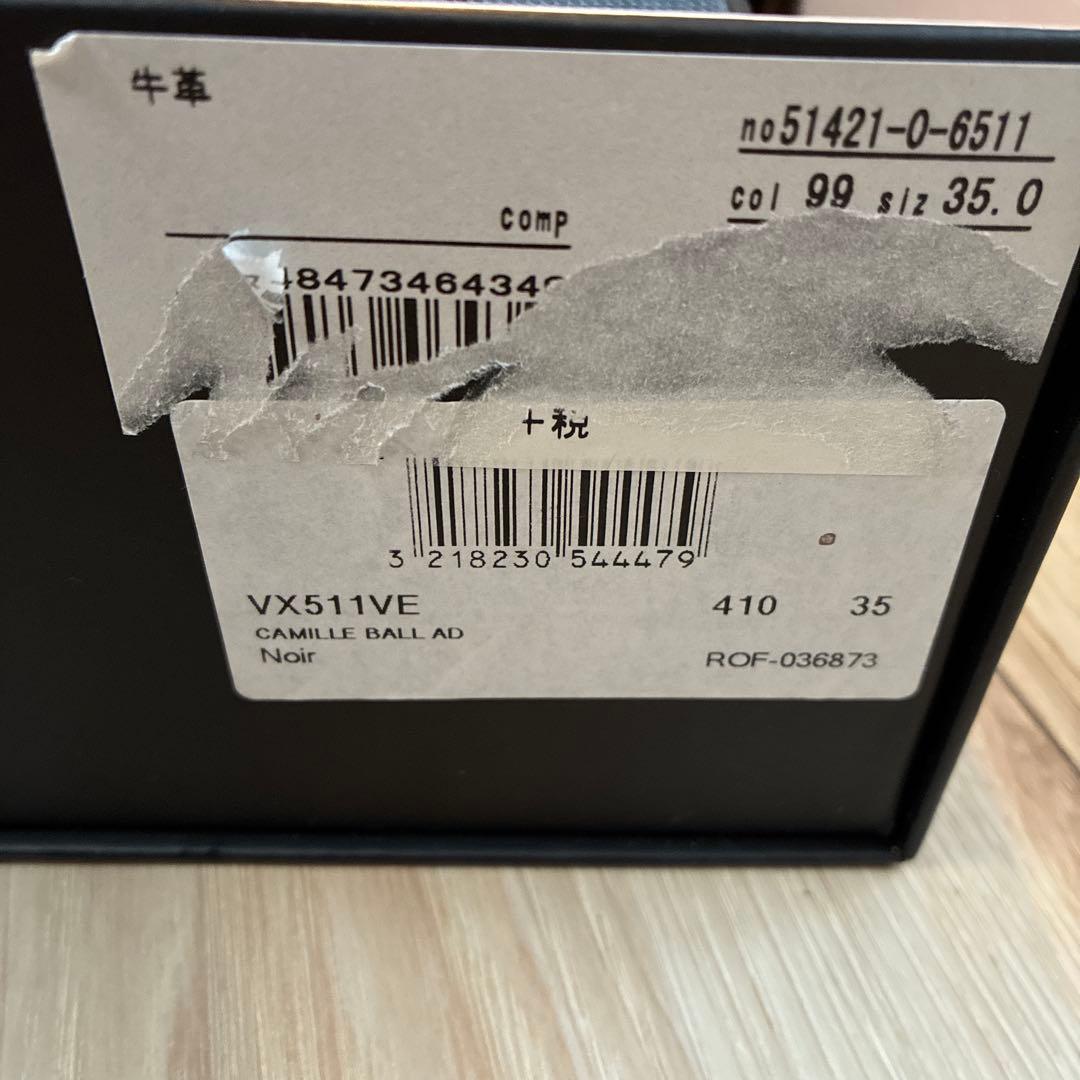 牛革
no51421-0-6511
col 99 siz 35.0
comp
4847346434
+税
3 218230 544479
VX511VE 410 35
CAMILLE BALL AD
Noir ROF-036873